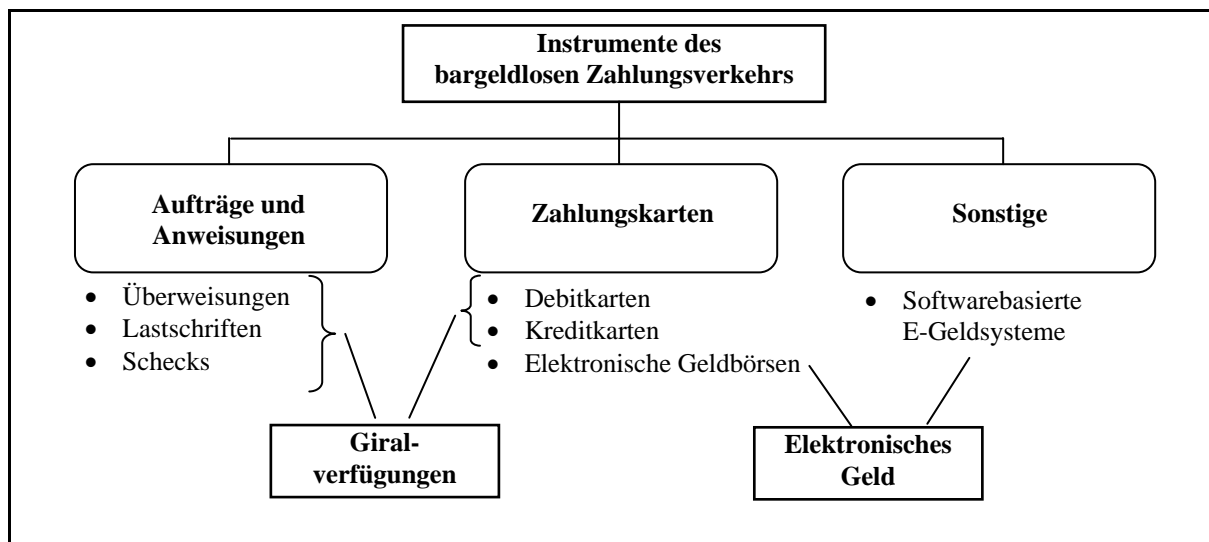 Instrumente des
bargeldlosen Zahlungsverkehrs
Aufträge und
Anweisungen
• Überweisungen
• Lastschriften
• Schecks
Zahlungskarten
• Debitkarten
• Kreditkarten
• Elektronische Geldbörsen
Sonstige
• Softwarebasierte
E-Geldsysteme
Giral-
verfügungen
Elektronisches
Geld